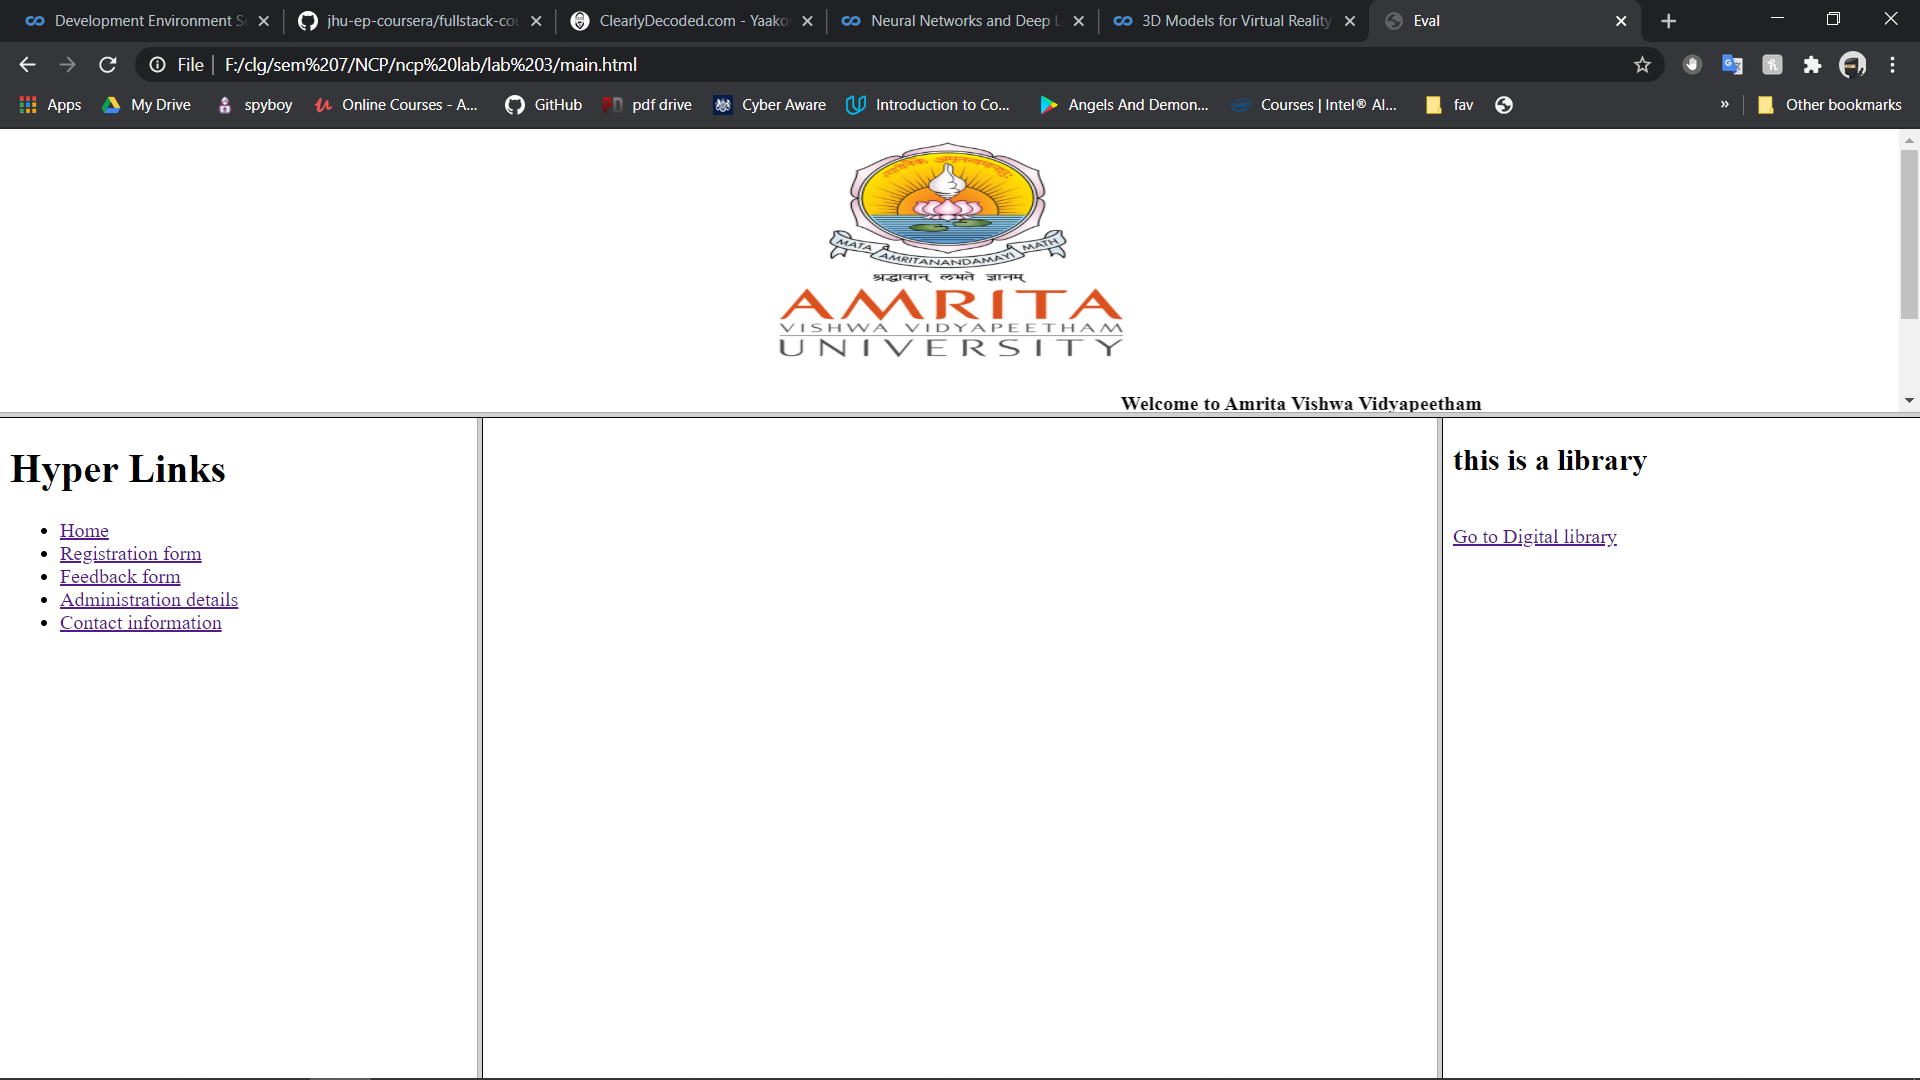 Development Environment S
jhu-ep-coursera/fullstack-cou
ClearlyDecoded.com - Yaako
Neural Networks and Deep L
3D Models for Virtual Reality
Eval
File
F:/clg/sem%207/NCP/ncp%20lab/lab%203/main.html
Apps
My Drive
spyboy
Online Courses - A...
GitHub
pdf drive
Cyber Aware
Introduction to Co...
Angels And Demon...
Courses | Intel® AI...
fav
»
Other bookmarks
MATA AMRITANANDAMAYI MATH
श्रद्धावान् लभते ज्ञानम्
AMRITA
VISHWA VIDYAPEETHAM
UNIVERSITY
Welcome to Amrita Vishwa Vidyapeetham
Hyper Links
• Home
• Registration form
• Feedback form
• Administration details
• Contact information
this is a library
Go to Digital library